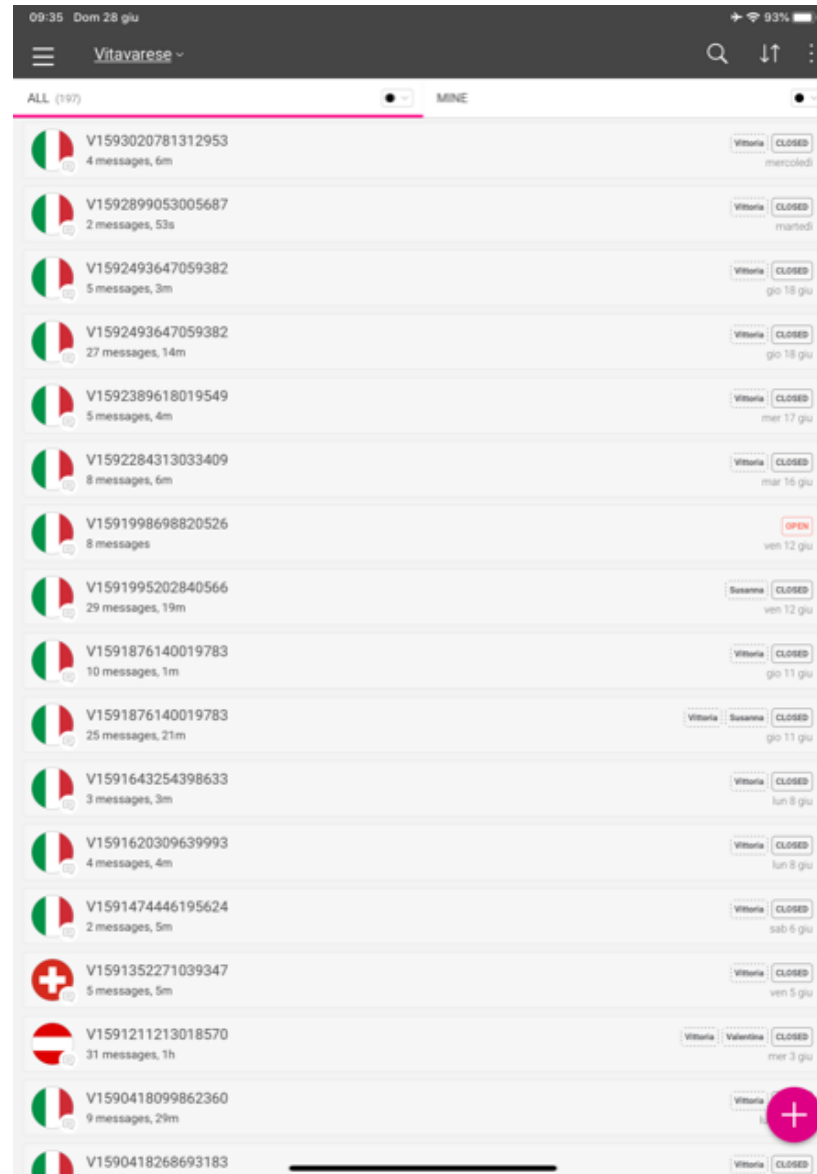 09:35 Dom 28 giu 93%
Vitavarese
ALL (197) MINE
V1593020781312953 Vittoria CLOSED
4 messages, 6m mercoledì
V1592899053005687 Vittoria CLOSED
2 messages, 53s martedì
V1592493647059382 Vittoria CLOSED
5 messages, 3m gio 18 giu
V1592493647059382 Vittoria CLOSED
27 messages, 14m gio 18 giu
V1592389618019549 Vittoria CLOSED
5 messages, 4m mer 17 giu
V1592284313033409 Vittoria CLOSED
8 messages, 6m mar 16 giu
V1591998698820526 OPEN
8 messages ven 12 giu
V1591995202840566 Susanna CLOSED
29 messages, 19m ven 12 giu
V1591876140019783 Vittoria CLOSED
10 messages, 1m gio 11 giu
V1591876140019783 Vittoria Susanna CLOSED
25 messages, 21m gio 11 giu
V1591643254398633 Vittoria CLOSED
3 messages, 3m lun 8 giu
V1591620309639993 Vittoria CLOSED
4 messages, 4m lun 8 giu
V1591474446195624 Vittoria CLOSED
2 messages, 5m sab 6 giu
V1591352271039347 Vittoria CLOSED
5 messages, 5m ven 5 giu
V1591211213018570 Vittoria Valentina CLOSED
31 messages, 1h mer 3 giu
V1590418099862360 Vittoria
9 messages, 29m
V1590418268693183 Vittoria CLOSED